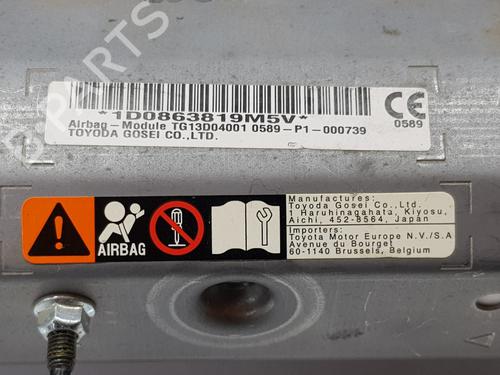 *1D0863819M5V*
Airbag-Module TG13D04001 0589-P1-000739
TOYODA GOSEI CO.,LTD.
CE
0589
AIRBAG
Manufactures:
Toyoda Gosei Co.,Ltd.
1 Haruhinagahata, Kiyosu,
Aichi, 452-8564, Japan
Importers:
Toyota Motor Europe N.V./S.A
Avenue du Bourget
60-1140 Brussels, Belgium